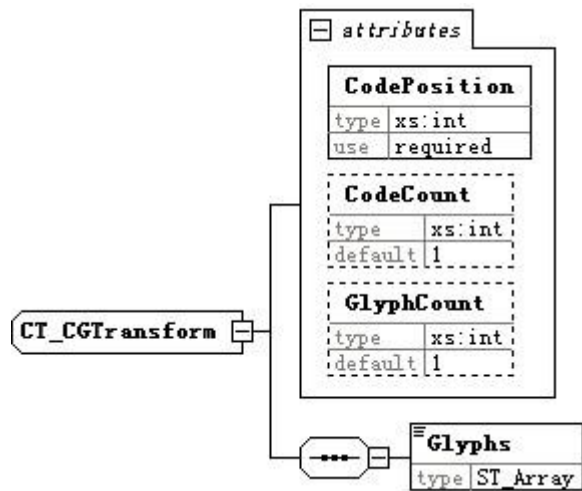 attributes
CodePosition
type xs:int
use required
CodeCount
type xs:int
default 1
GlyphCount
type xs:int
default 1
CT_CGTransform
Glyphs
type ST_Array